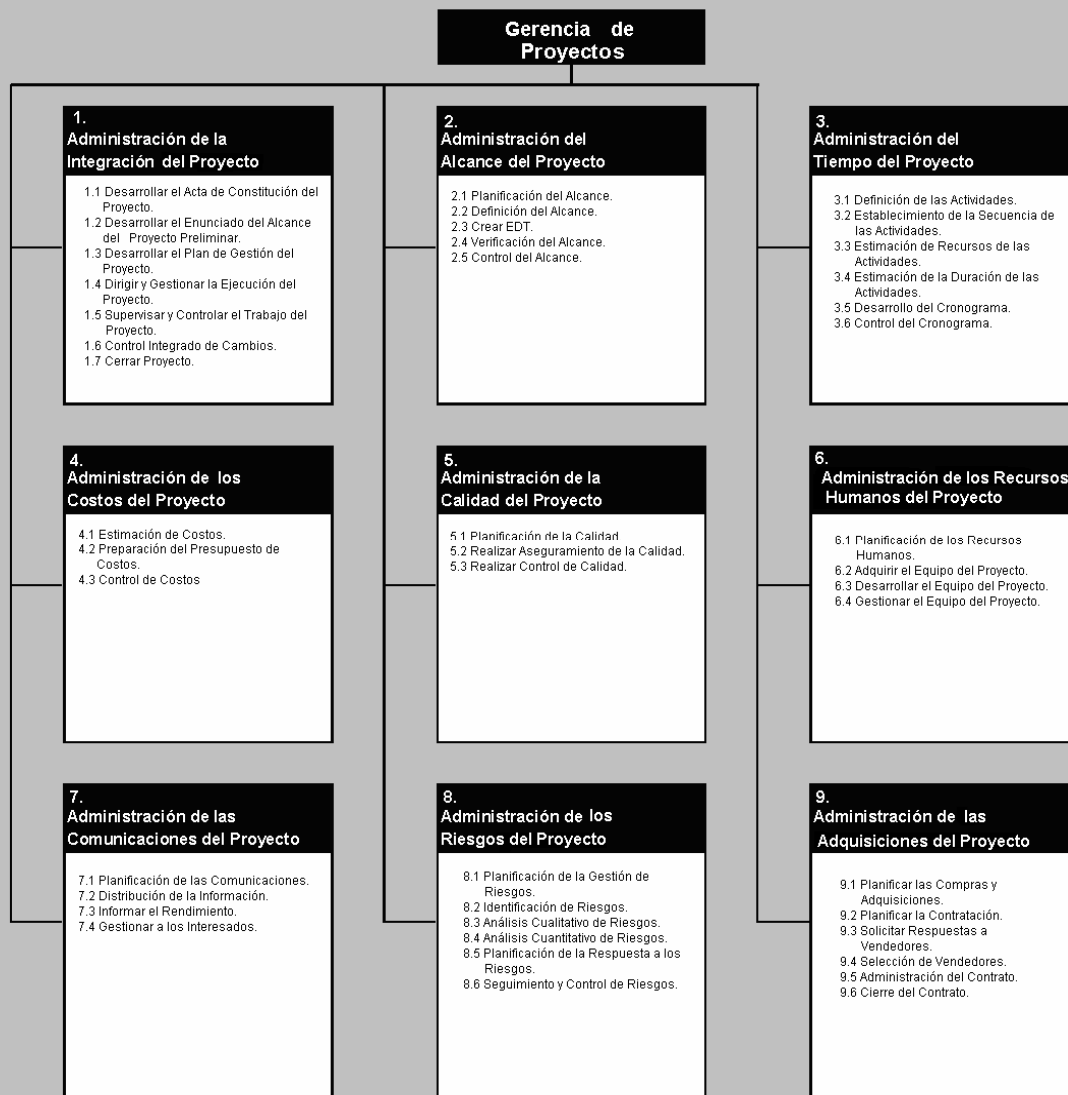 Gerencia de
Proyectos
1.
Administración de la
Integración del Proyecto
1.1 Desarrollar el Acta de Constitución del
Proyecto.
1.2 Desarrollar el Enunciado del Alcance
del Proyecto Preliminar.
1.3 Desarrollar el Plan de Gestión del
Proyecto.
1.4 Dirigir y Gestionar la Ejecución del
Proyecto.
1.5 Supervisar y Controlar el Trabajo del
Proyecto.
1.6 Control Integrado de Cambios.
1.7 Cerrar Proyecto.
2.
Administración del
Alcance del Proyecto
2.1 Planificación del Alcance.
2.2 Definición del Alcance.
2.3 Crear EDT.
2.4 Verificación del Alcance.
2.5 Control del Alcance.
3.
Administración del
Tiempo del Proyecto
3.1 Definición de las Actividades.
3.2 Establecimiento de la Secuencia de
las Actividades.
3.3 Estimación de Recursos de las
Actividades.
3.4 Estimación de la Duración de las
Actividades.
3.5 Desarrollo del Cronograma.
3.6 Control del Cronograma.
4.
Administración de los
Costos del Proyecto
4.1 Estimación de Costos.
4.2 Preparación del Presupuesto de
Costos.
4.3 Control de Costos
5.
Administración de la
Calidad del Proyecto
5.1 Planificación de la Calidad
5.2 Realizar Aseguramiento de la Calidad.
5.3 Realizar Control de Calidad.
6.
Administración de los Recursos
Humanos del Proyecto
6.1 Planificación de los Recursos
Humanos.
6.2 Adquirir el Equipo del Proyecto.
6.3 Desarrollar el Equipo del Proyecto.
6.4 Gestionar el Equipo del Proyecto.
7.
Administración de las
Comunicaciones del Proyecto
7.1 Planificación de las Comunicaciones.
7.2 Distribución de la Información.
7.3 Informar el Rendimiento.
7.4 Gestionar a los Interesados.
8.
Administración de los
Riesgos del Proyecto
8.1 Planificación de la Gestión de
Riesgos.
8.2 Identificación de Riesgos.
8.3 Análisis Cualitativo de Riesgos.
8.4 Análisis Cuantitativo de Riesgos.
8.5 Planificación de la Respuesta a los
Riesgos.
8.6 Seguimiento y Control de Riesgos.
9.
Administración de las
Adquisiciones del Proyecto
9.1 Planificar las Compras y
Adquisiciones.
9.2 Planificar la Contratación.
9.3 Solicitar Respuestas a
Vendedores.
9.4 Selección de Vendedores.
9.5 Administración del Contrato.
9.6 Cierre del Contrato.